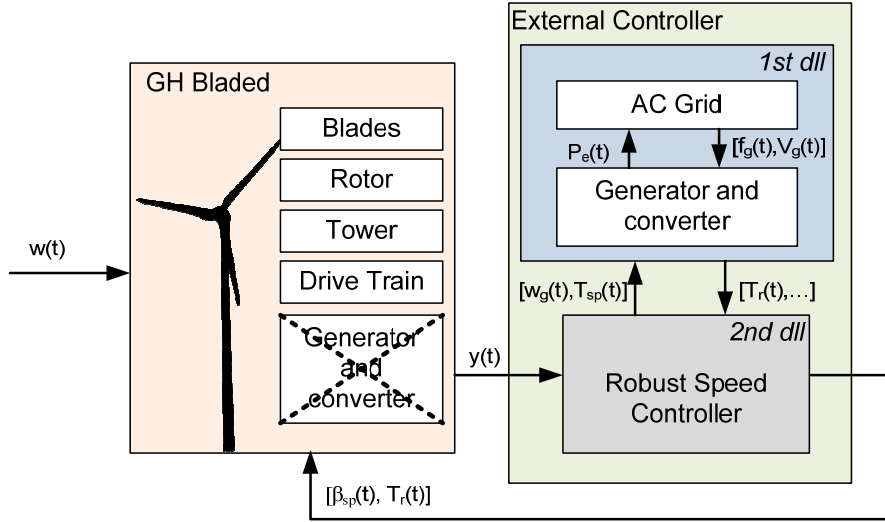 External Controller
1st dll
GH Bladed
AC Grid
Blades
Pe(t)
[fg(t),Vg(t)]
Rotor
Generator and
converter
Tower
w(t)
Drive Train
[wg(t),Tsp(t)]
[Tr(t),...]
Generator
and
converter
2nd dll
y(t)
Robust Speed
Controller
[βsp(t), Tr(t)]